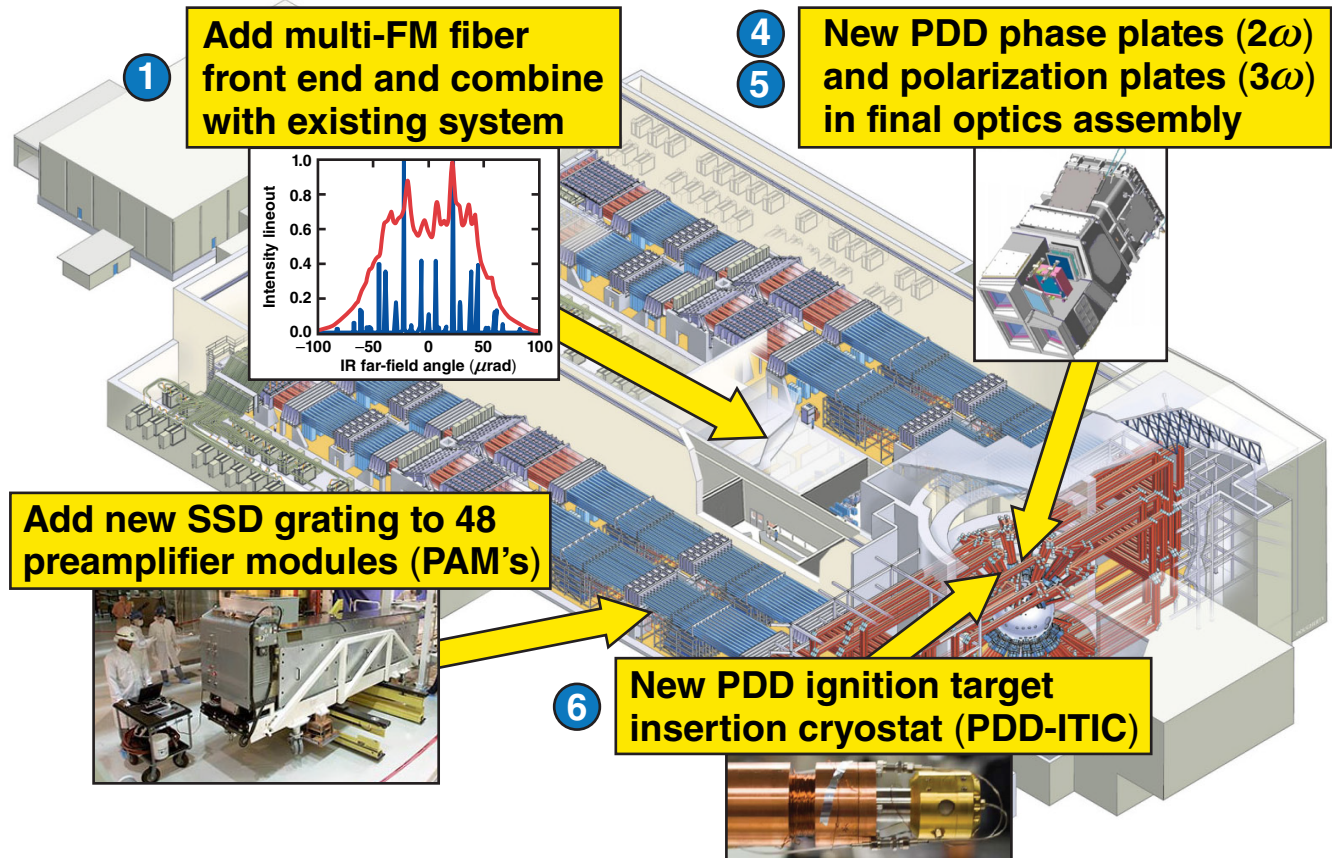 1
Add multi-FM fiber
front end and combine
with existing system
4
5
New PDD phase plates (2ω)
and polarization plates (3ω)
in final optics assembly
Intensity lineout
1.0
0.8
0.6
0.4
0.2
0.0
−100
−50
0
50
100
IR far-field angle (μrad)
Add new SSD grating to 48
preamplifier modules (PAM's)
6
New PDD ignition target
insertion cryostat (PDD-ITIC)